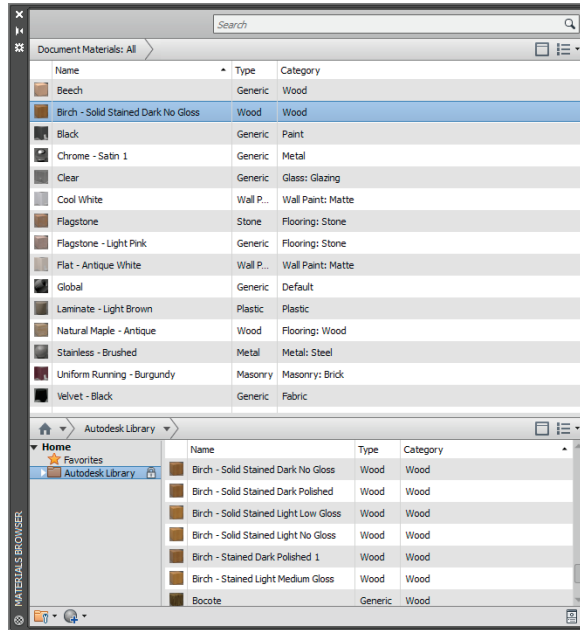 Search
Document Materials: All
Name Type Category
Beech Generic Wood
Birch - Solid Stained Dark No Gloss Wood Wood
Black Generic Paint
Chrome - Satin 1 Generic Metal
Clear Generic Glass: Glazing
Cool White Wall P... Wall Paint: Matte
Flagstone Stone Flooring: Stone
Flagstone - Light Pink Generic Flooring: Stone
Flat - Antique White Wall P... Wall Paint: Matte
Global Generic Default
Laminate - Light Brown Plastic Plastic
Natural Maple - Antique Wood Flooring: Wood
Stainless - Brushed Metal Metal: Steel
Uniform Running - Burgundy Masonry Masonry: Brick
Velvet - Black Generic Fabric
Autodesk Library
Home
Favorites
Autodesk Library
Name Type Category
Birch - Solid Stained Dark No Gloss Wood Wood
Birch - Solid Stained Dark Polished Wood Wood
Birch - Solid Stained Light Low Gloss Wood Wood
Birch - Solid Stained Light No Gloss Wood Wood
Birch - Stained Dark Polished 1 Wood Wood
Birch - Stained Light Medium Gloss Wood Wood
Bocote Generic Wood
MATERIALS BROWSER